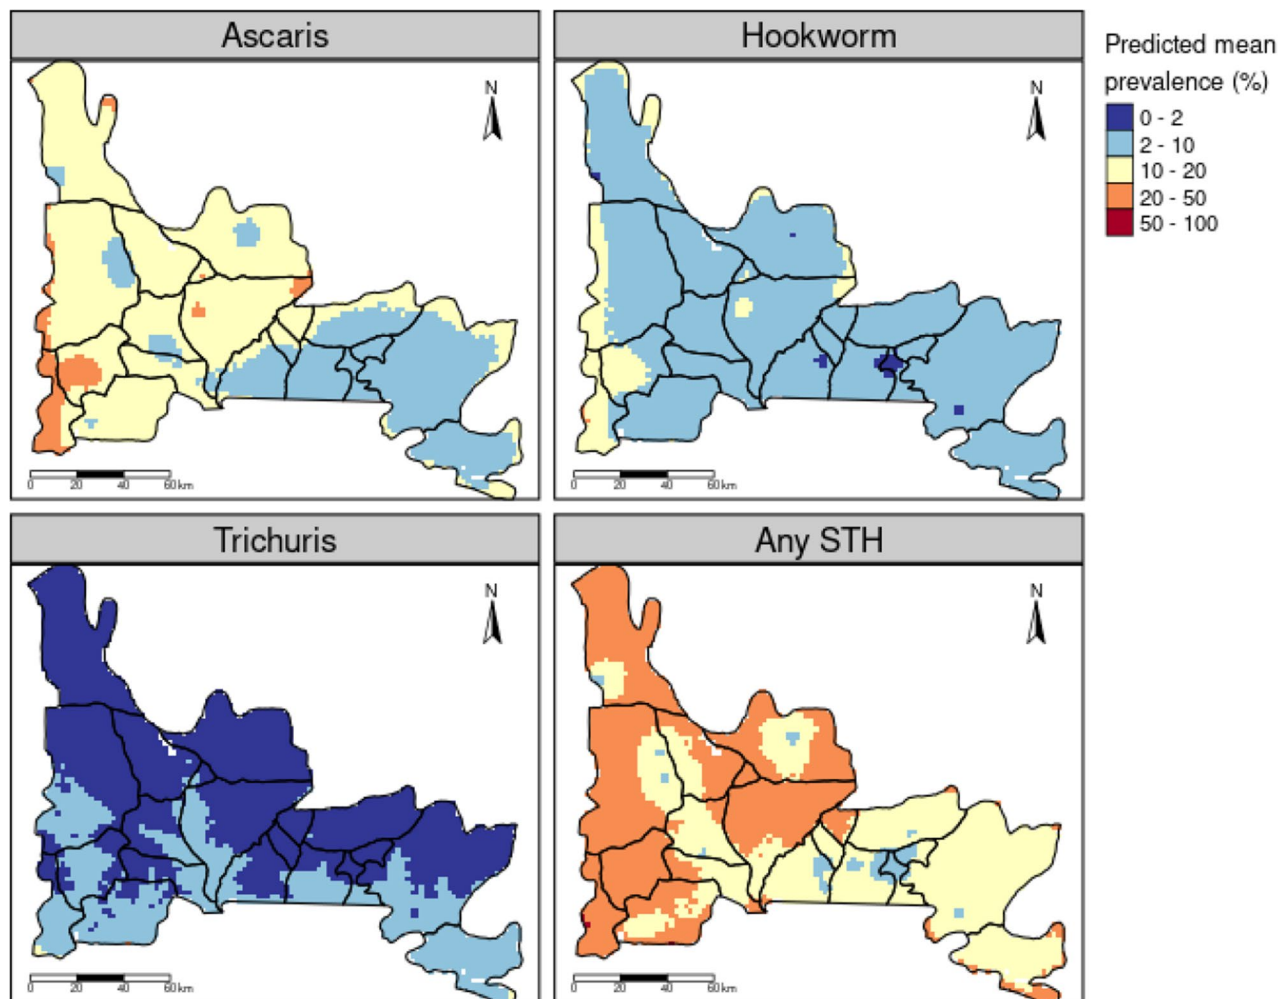 Ascaris
Hookworm
Predicted mean
prevalence (%)
0 - 2
2 - 10
10 - 20
20 - 50
50 - 100
N
N
0 20 40 60 km
0 20 40 60 km
Trichuris
Any STH
N
N
0 20 40 60 km
0 20 40 60 km